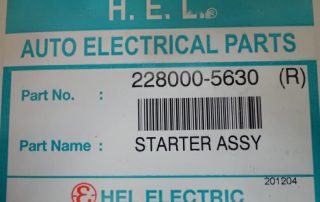 H. E. L.®
AUTO ELECTRICAL PARTS
Part No. : 228000-5630 (R)
Part Name : STARTER ASSY
201204
HEL ELECTRIC